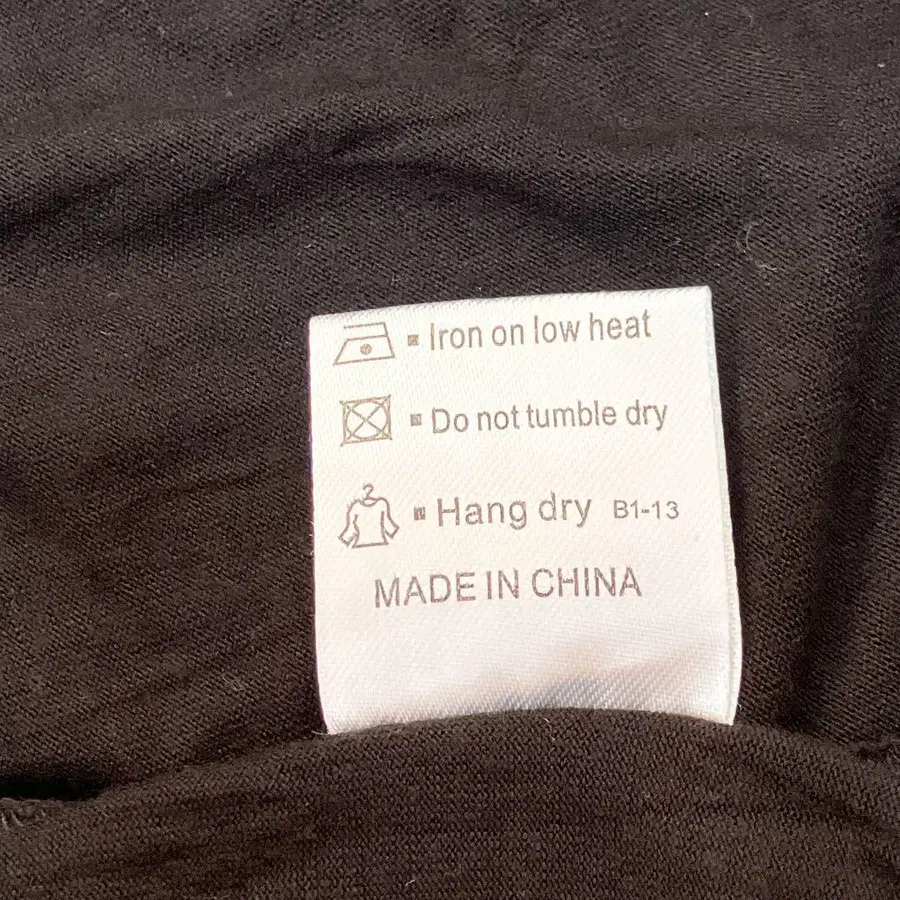 Iron on low heat
Do not tumble dry
Hang dry B1-13
MADE IN CHINA